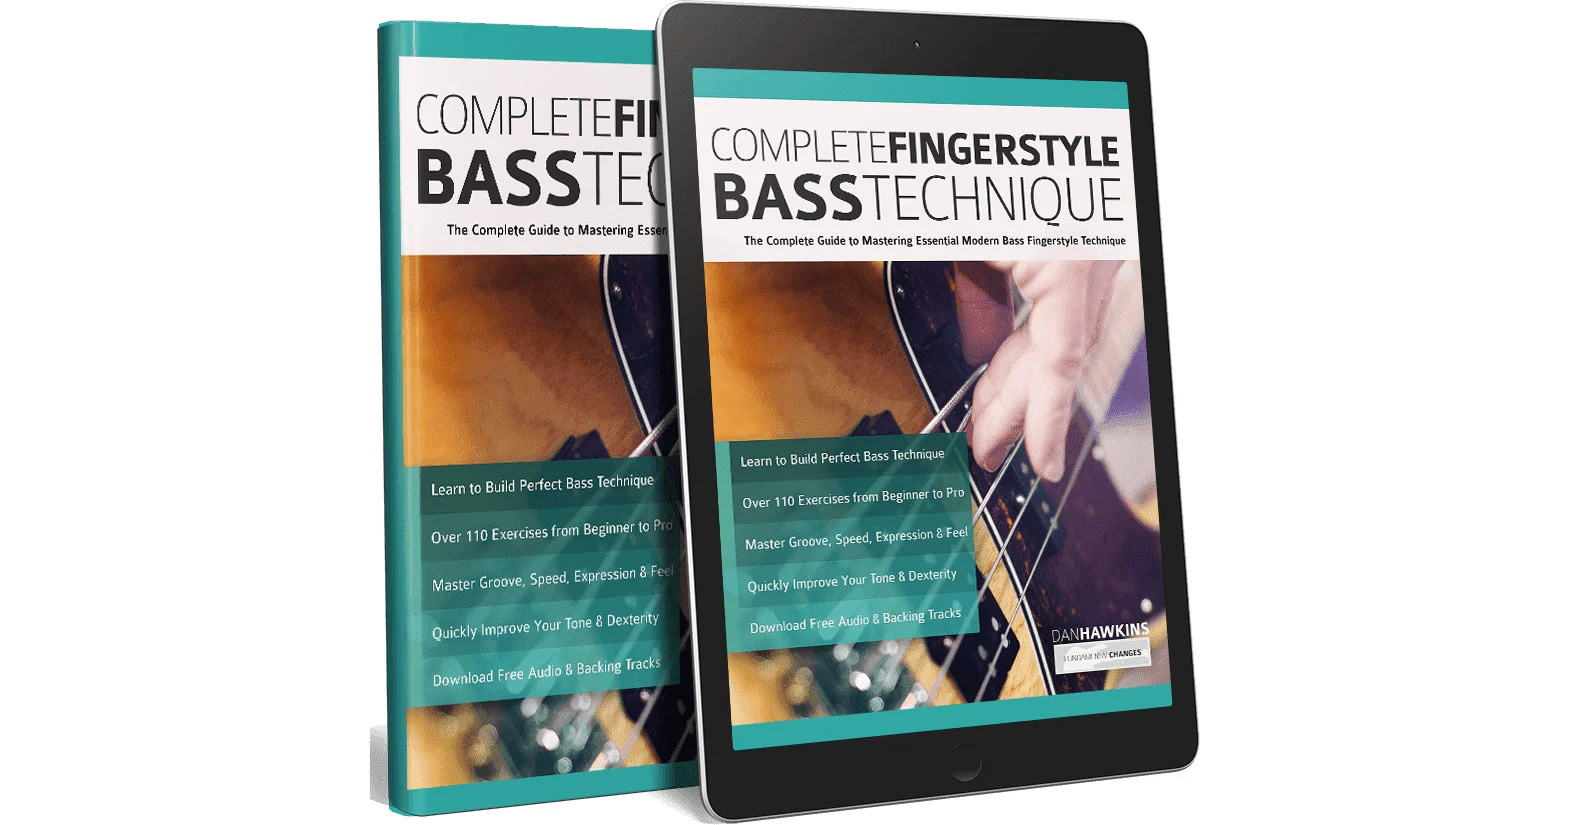 COMPLETEFIN
BASSTEC
The Complete Guide to Mastering Essen
Learn to Build Perfect Bass Technique
Over 110 Exercises from Beginner to Pro
Master Groove, Speed, Expression & Feel
Quickly Improve Your Tone & Dexterity
Download Free Audio & Backing Tracks
COMPLETEFINGERSTYLE
BASSTECHNIQUE
The Complete Guide to Mastering Essential Modern Bass Fingerstyle Technique
Learn to Build Perfect Bass Technique
Over 110 Exercises from Beginner to Pro
Master Groove, Speed, Expression & Feel
Quickly Improve Your Tone & Dexterity
Download Free Audio & Backing Tracks
DANHAWKINS
FUNDAMENTAL CHANGES